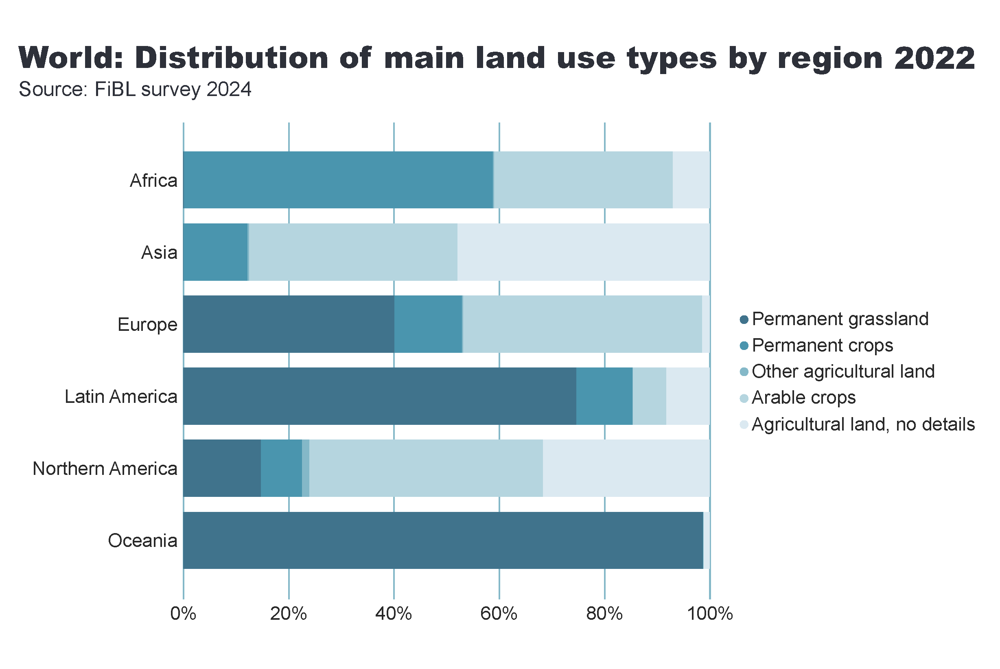 World: Distribution of main land use types by region 2022
Source: FiBL survey 2024
Africa
Asia
Europe
Latin America
Northern America
Oceania
0%
20%
40%
60%
80%
100%
Permanent grassland
Permanent crops
Other agricultural land
Arable crops
Agricultural land, no details